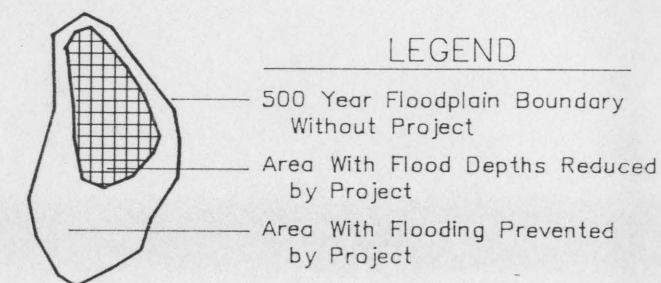 LEGEND
500 Year Floodplain Boundary
Without Project
Area With Flood Depths Reduced
by Project
Area With Flooding Prevented
by Project